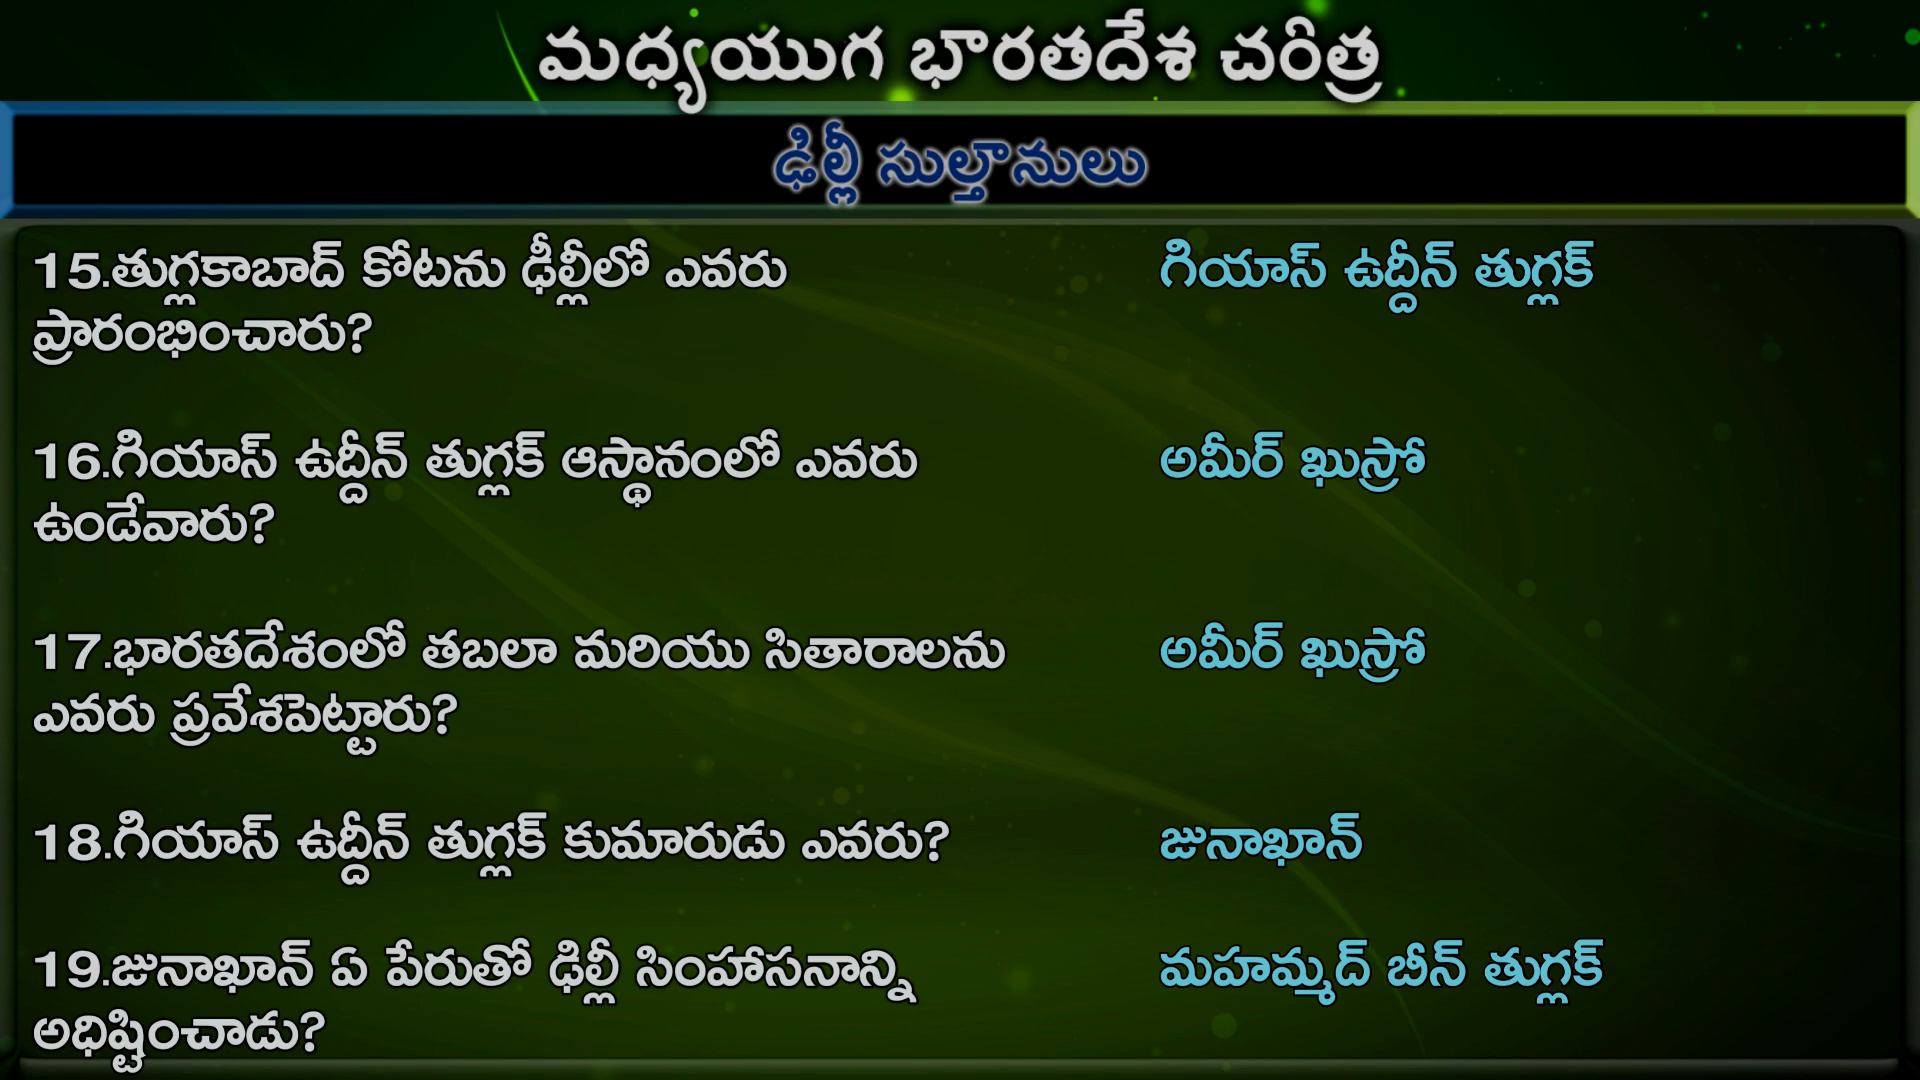 మధ్యయుగ భారతదేశ చరిత్ర
ఢిల్లీ సుల్తానులు
15.తుగ్లకాబాద్ కోటను ఢీల్లీలో ఎవరు
ప్రారంభించారు?
గియాస్ ఉద్దీన్ తుగ్లక్
16.గియాస్ ఉద్దీన్ తుగ్లక్ ఆస్థానంలో ఎవరు
ఉండేవారు?
అమీర్ ఖుస్రో
17.భారతదేశంలో తబలా మరియు సితారాలను
ఎవరు ప్రవేశపెట్టారు?
అమీర్ ఖుస్రో
18.గియాస్ ఉద్దీన్ తుగ్లక్ కుమారుడు ఎవరు?
జునాఖాన్
19.జునాఖాన్ ఏ పేరుతో ఢిల్లీ సింహాసనాన్ని
అధిష్టించాడు?
మహమ్మద్ బీన్ తుగ్లక్